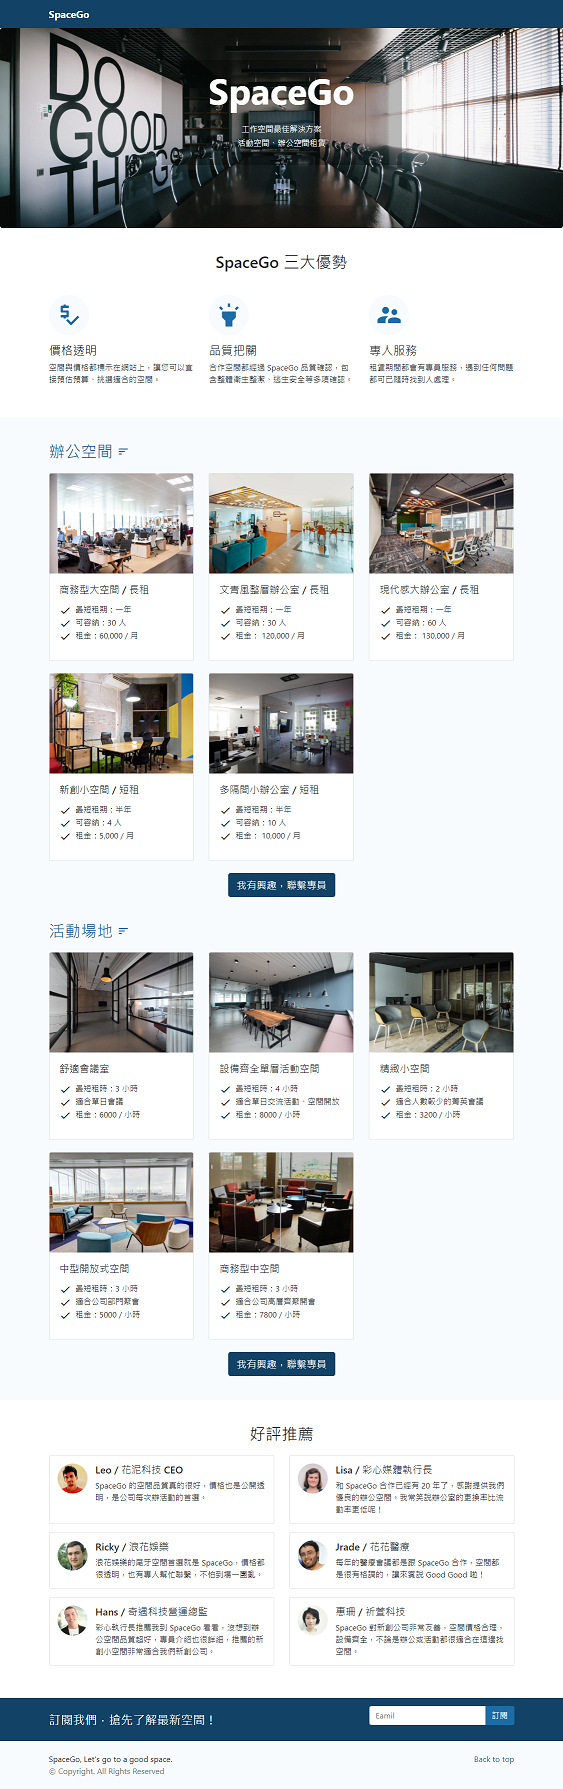 SpaceGo
DO
GOOD
TH
SpaceGo
工作空間最佳解決方案
活動空間、辦公空間租賃
SpaceGo 三大優勢
價格透明
空間與價格都標示在網站上，讓您可以直
接預估預算、挑選適合的空間。
品質把關
合作空間都經過 SpaceGo 品質確認，包
含整體衛生整潔、逃生安全等多項確認。
專人服務
租賃期間都會有專員服務，遇到任何問題
都可已隨時找到人處理。
辦公空間
商務型大空間 / 長租
最短租期：一年
可容納：30 人
租金：60,000 / 月
文青風整層辦公室 / 長租
最短租期：一年
可容納：30 人
租金： 120,000 / 月
現代感大辦公室 / 長租
最短租期：一年
可容納：60 人
租金： 130,000 / 月
新創小空間 / 短租
最短租期：半年
可容納：4 人
租金：5,000 / 月
多隔間小辦公室 / 短租
最短租期：半年
可容納：10 人
租金： 10,000 / 月
我有興趣，聯繫專員
活動場地
舒適會議室
最短租時：3 小時
適合單日會議
租金：6000 / 小時
設備齊全單層活動空間
最短租時：4 小時
適合單日交流活動、空間開放
租金：8000 / 小時
精緻小空間
最短租時：2 小時
適合人數較少的菁英會議
租金：3200 / 小時
中型開放式空間
最短租時：3 小時
適合公司部門聚會
租金：5000 / 小時
商務型中空間
最短租時：3 小時
適合公司高層齊聚開會
租金：7800 / 小時
我有興趣，聯繫專員
好評推薦
Leo / 花泥科技 CEO
SpaceGo 的空間品質真的很好，價格也是公開透
明，是公司每次辦活動的首選。
Lisa / 彩心媒體執行長
和 SpaceGo 合作已經有 20 年了，感謝提供我們
優良的辦公空間，我常笑說辦公室的更換率比流
動率更低呢！
Ricky / 浪花娛樂
浪花娛樂的尾牙空間首選就是 SpaceGo，價格都
很透明，也有專人幫忙聯繫，不怕到場一團亂。
Jrade / 花花醫療
每年的醫療會議都是跟 SpaceGo 合作，空間都
是很有格調的，讓來賓說 Good Good 啦！
Hans / 奇遇科技營運總監
彩心執行長推薦我到 SpaceGo 看看，沒想到辦
公空間品質超好，專員介紹也很詳細，推薦的新
創小空間非常適合我們新創公司。
惠珊 / 祈萱科技
SpaceGo 對新創公司非常友善，空間價格合理，
設備齊全，不論是辦公或活動都很適合在這邊找
空間。
訂閱我們，搶先了解最新空間！
Eamil
訂閱
SpaceGo, Let's go to a good space.
© Copyright. All Rights Reserved
Back to top